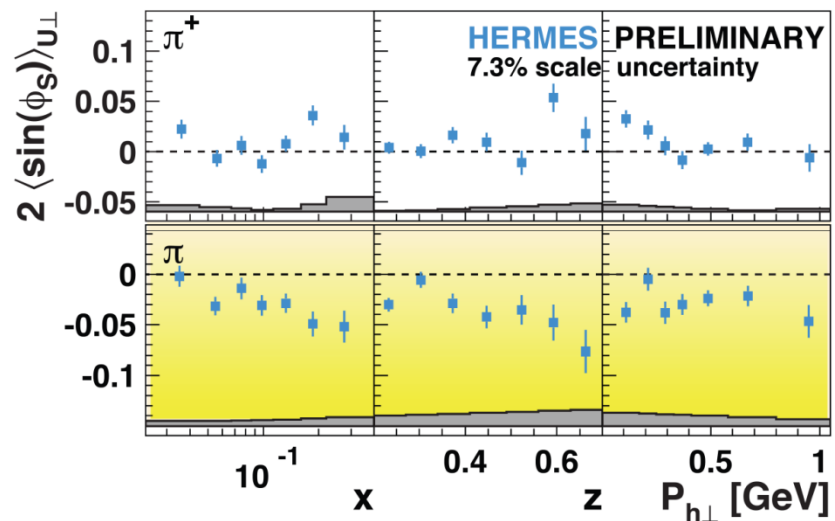 2 ⟨sin(ϕS)⟩U⊥
π+
HERMES PRELIMINARY
7.3% scale uncertainty
0.1
0.05
0
-0.05
π
0
-0.05
-0.1
10-1
0.4 0.6
0.5 1
x z Ph⊥ [GeV]